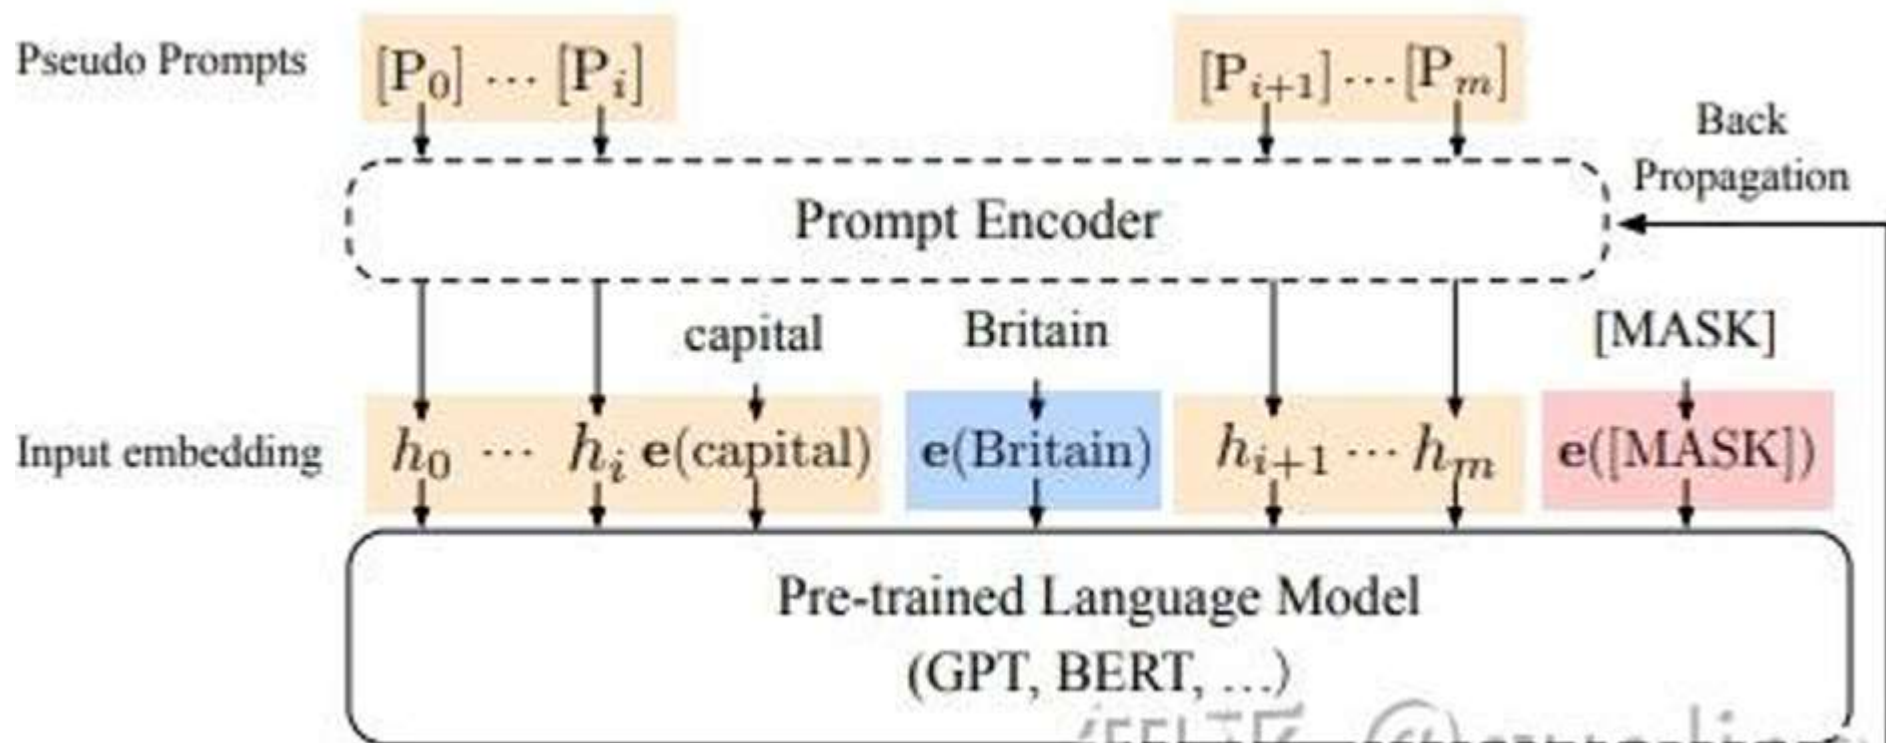 Pseudo Prompts [P₀] ··· [Pᵢ] [Pᵢ₊₁] ··· [Pₘ]
Back
Propagation
Prompt Encoder
capital Britain [MASK]
Input embedding h₀ ··· hᵢ e(capital) e(Britain) hᵢ₊₁ ··· hₘ e([MASK])
Pre-trained Language Model
(GPT, BERT, ...)